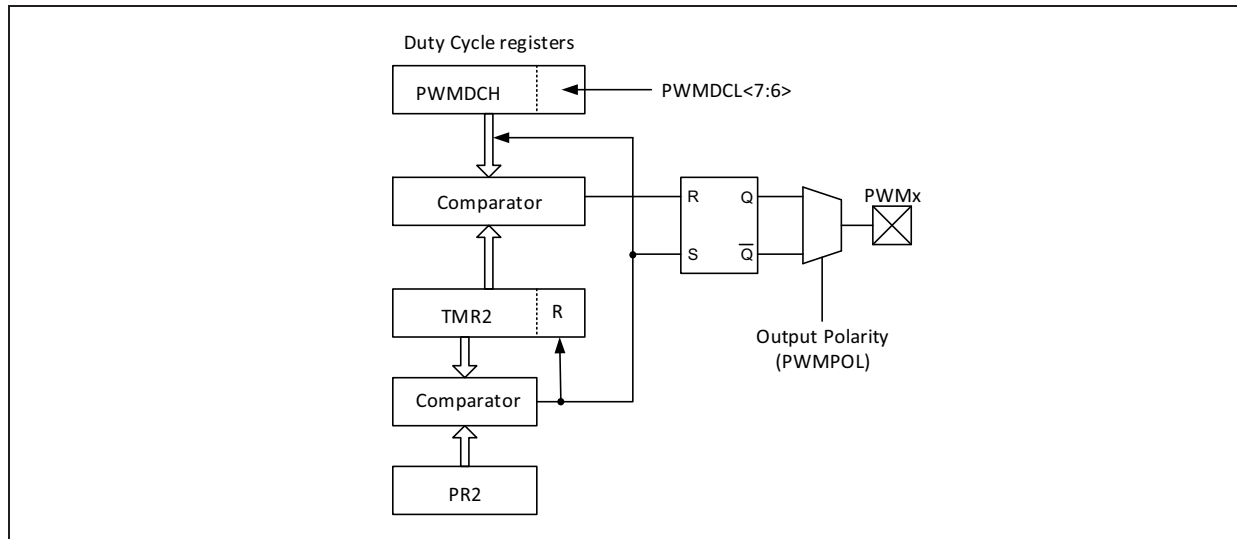 Duty Cycle registers
PWMDCH
PWMDCL<7:6>
Comparator
R Q
PWMx
S Q
TMR2 R
Output Polarity
(PWMPOL)
Comparator
PR2